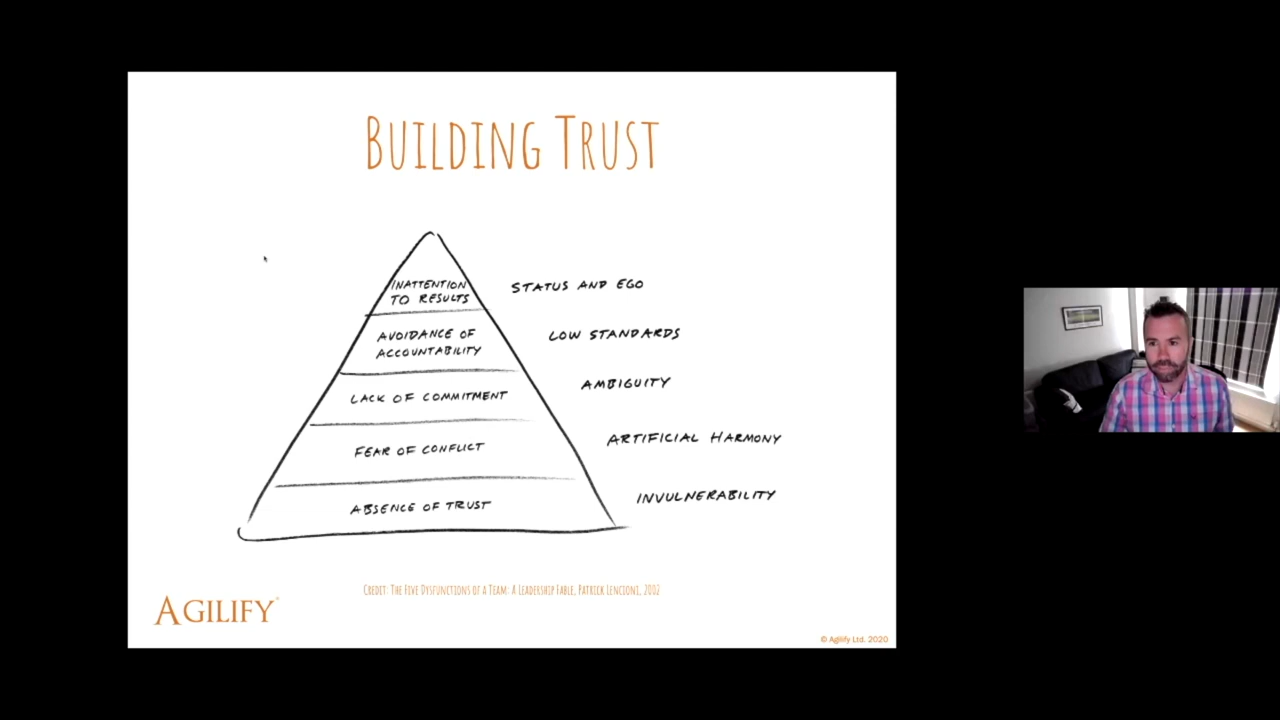 BUILDING TRUST
INATTENTION
TO RESULTS
STATUS AND EGO
AVOIDANCE OF
ACCOUNTABILITY
LOW STANDARDS
LACK OF COMMITMENT
AMBIGUITY
FEAR OF CONFLICT
ARTIFICIAL HARMONY
ABSENCE OF TRUST
INVULNERABILITY
CREDIT: THE FIVE DYSFUNCTIONS OF A TEAM: A LEADERSHIP FABLE, PATRICK LENCIONI, 2002
AGILIFY
© Agilify Ltd. 2020